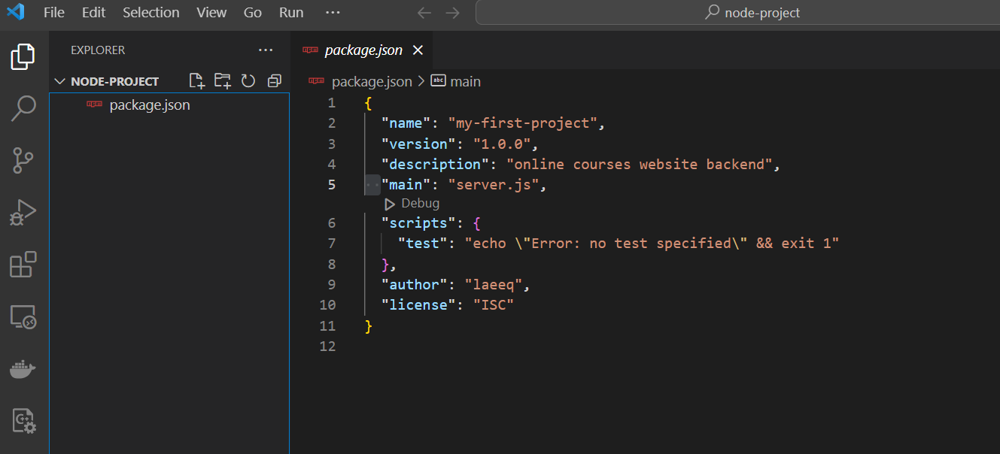 File Edit Selection View Go Run ···
node-project
EXPLORER ···
NODE-PROJECT
package.json
package.json
package.json > abc main
1 {
2 "name": "my-first-project",
3 "version": "1.0.0",
4 "description": "online courses website backend",
5 "main": "server.js",
Debug
6 "scripts": {
7 "test": "echo \"Error: no test specified\" && exit 1"
8 },
9 "author": "laeeq",
10 "license": "ISC"
11 }
12